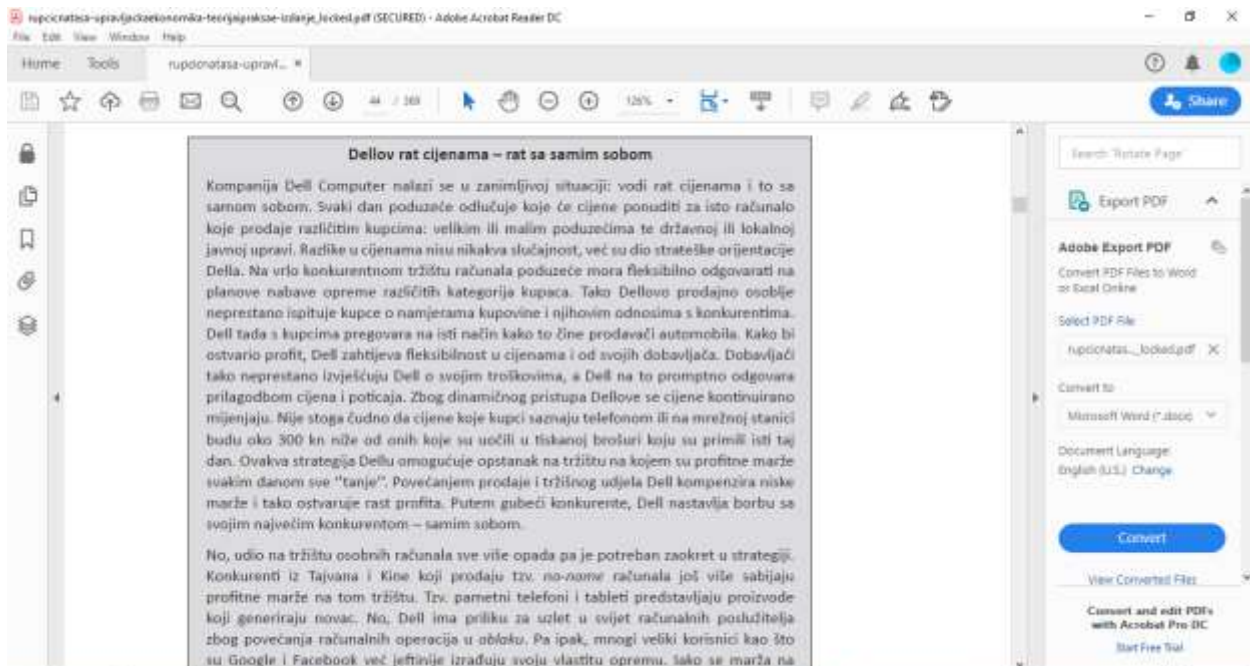 rupcicnatasa-upravljackaekonomika-teorijaipraksae-izdanje_locked.pdf (SECURED) - Adobe Acrobat Reader DC
File Edit View Window Help
Home Tools rupcicnatasa-upravl... ×
44 / 369 126% Share
Dellov rat cijenama – rat sa samim sobom
Kompanija Dell Computer nalazi se u zanimljivoj situaciji: vodi rat cijenama i to sa
samom sobom. Svaki dan poduzeće odlučuje koje će cijene ponuditi za isto računalo
koje prodaje različitim kupcima: velikim ili malim poduzećima te državnoj ili lokalnoj
javnoj upravi. Razlike u cijenama nisu nikakva slučajnost, već su dio strateške orijentacije
Della. Na vrlo konkurentnom tržištu računala poduzeće mora fleksibilno odgovarati na
planove nabave opreme različitih kategorija kupaca. Tako Dellovo prodajno osoblje
neprestano ispituje kupce o namjerama kupovine i njihovim odnosima s konkurentima.
Dell tada s kupcima pregovara na isti način kako to čine prodavači automobila. Kako bi
ostvario profit, Dell zahtijeva fleksibilnost u cijenama i od svojih dobavljača. Dobavljači
tako neprestano izvješćuju Dell o svojim troškovima, a Dell na to promptno odgovara
prilagodbom cijena i poticaja. Zbog dinamičnog pristupa Dellove se cijene kontinuirano
mijenjaju. Nije stoga čudno da cijene koje kupci saznaju telefonom ili na mrežnoj stanici
budu oko 300 kn niže od onih koje su uočili u tiskanoj brošuri koju su primili isti taj
dan. Ovakva strategija Dellu omogućuje opstanak na tržištu na kojem su profitne marže
svakim danom sve "tanje". Povećanjem prodaje i tržišnog udjela Dell kompenzira niske
marže i tako ostvaruje rast profita. Putem gubeći konkurente, Dell nastavlja borbu sa
svojim najvećim konkurentom – samim sobom.
No, udio na tržištu osobnih računala sve više opada pa je potreban zaokret u strategiji.
Konkurenti iz Tajvana i Kine koji prodaju tzv. no-name računala još više sabijaju
profitne marže na tom tržištu. Tzv. pametni telefoni i tableti predstavljaju proizvode
koji generiraju novac. No, Dell ima priliku za uzlet u svijet računalnih poslužitelja
zbog povećanja računalnih operacija u oblaku. Pa ipak, mnogi veliki korisnici kao što
su Google i Facebook već jeftinije izrađuju svoju vlastitu opremu. Iako se marža na
Search 'Rotate Page'
Export PDF
Adobe Export PDF
Convert PDF Files to Word
or Excel Online
Select PDF File
rupcicnatas..._locked.pdf X
Convert to
Microsoft Word (*.docx)
Document Language:
English (U.S.) Change
Convert
View Converted Files
Convert and edit PDFs
with Acrobat Pro DC
Start Free Trial